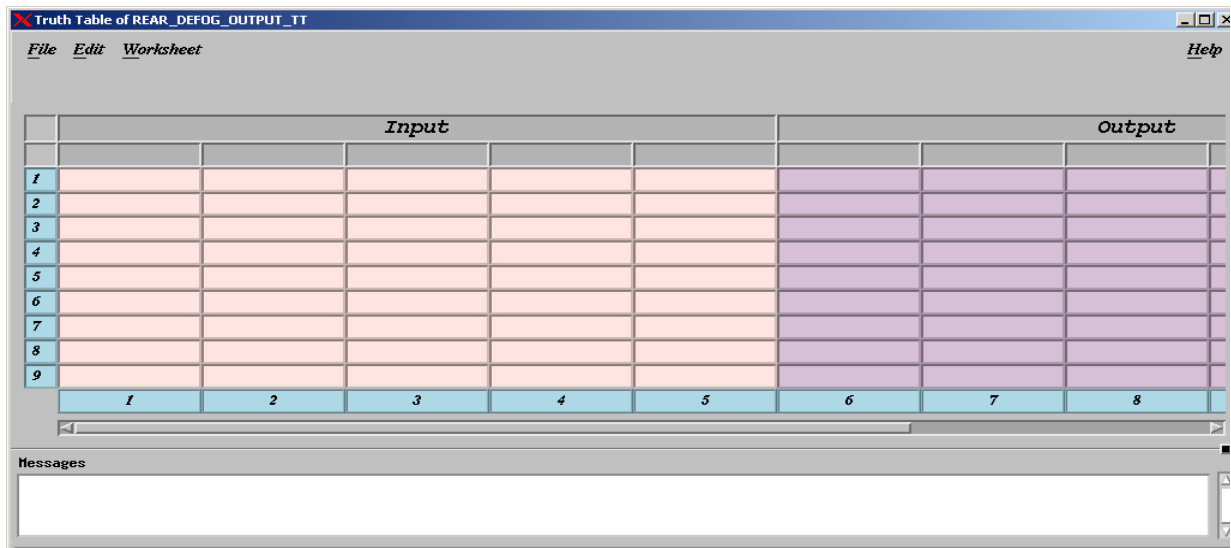 Truth Table of REAR_DEFOG_OUTPUT_TT
File Edit Worksheet Help
Input Output
1
2
3
4
5
6
7
8
9
1 2 3 4 5 6 7 8
Messages